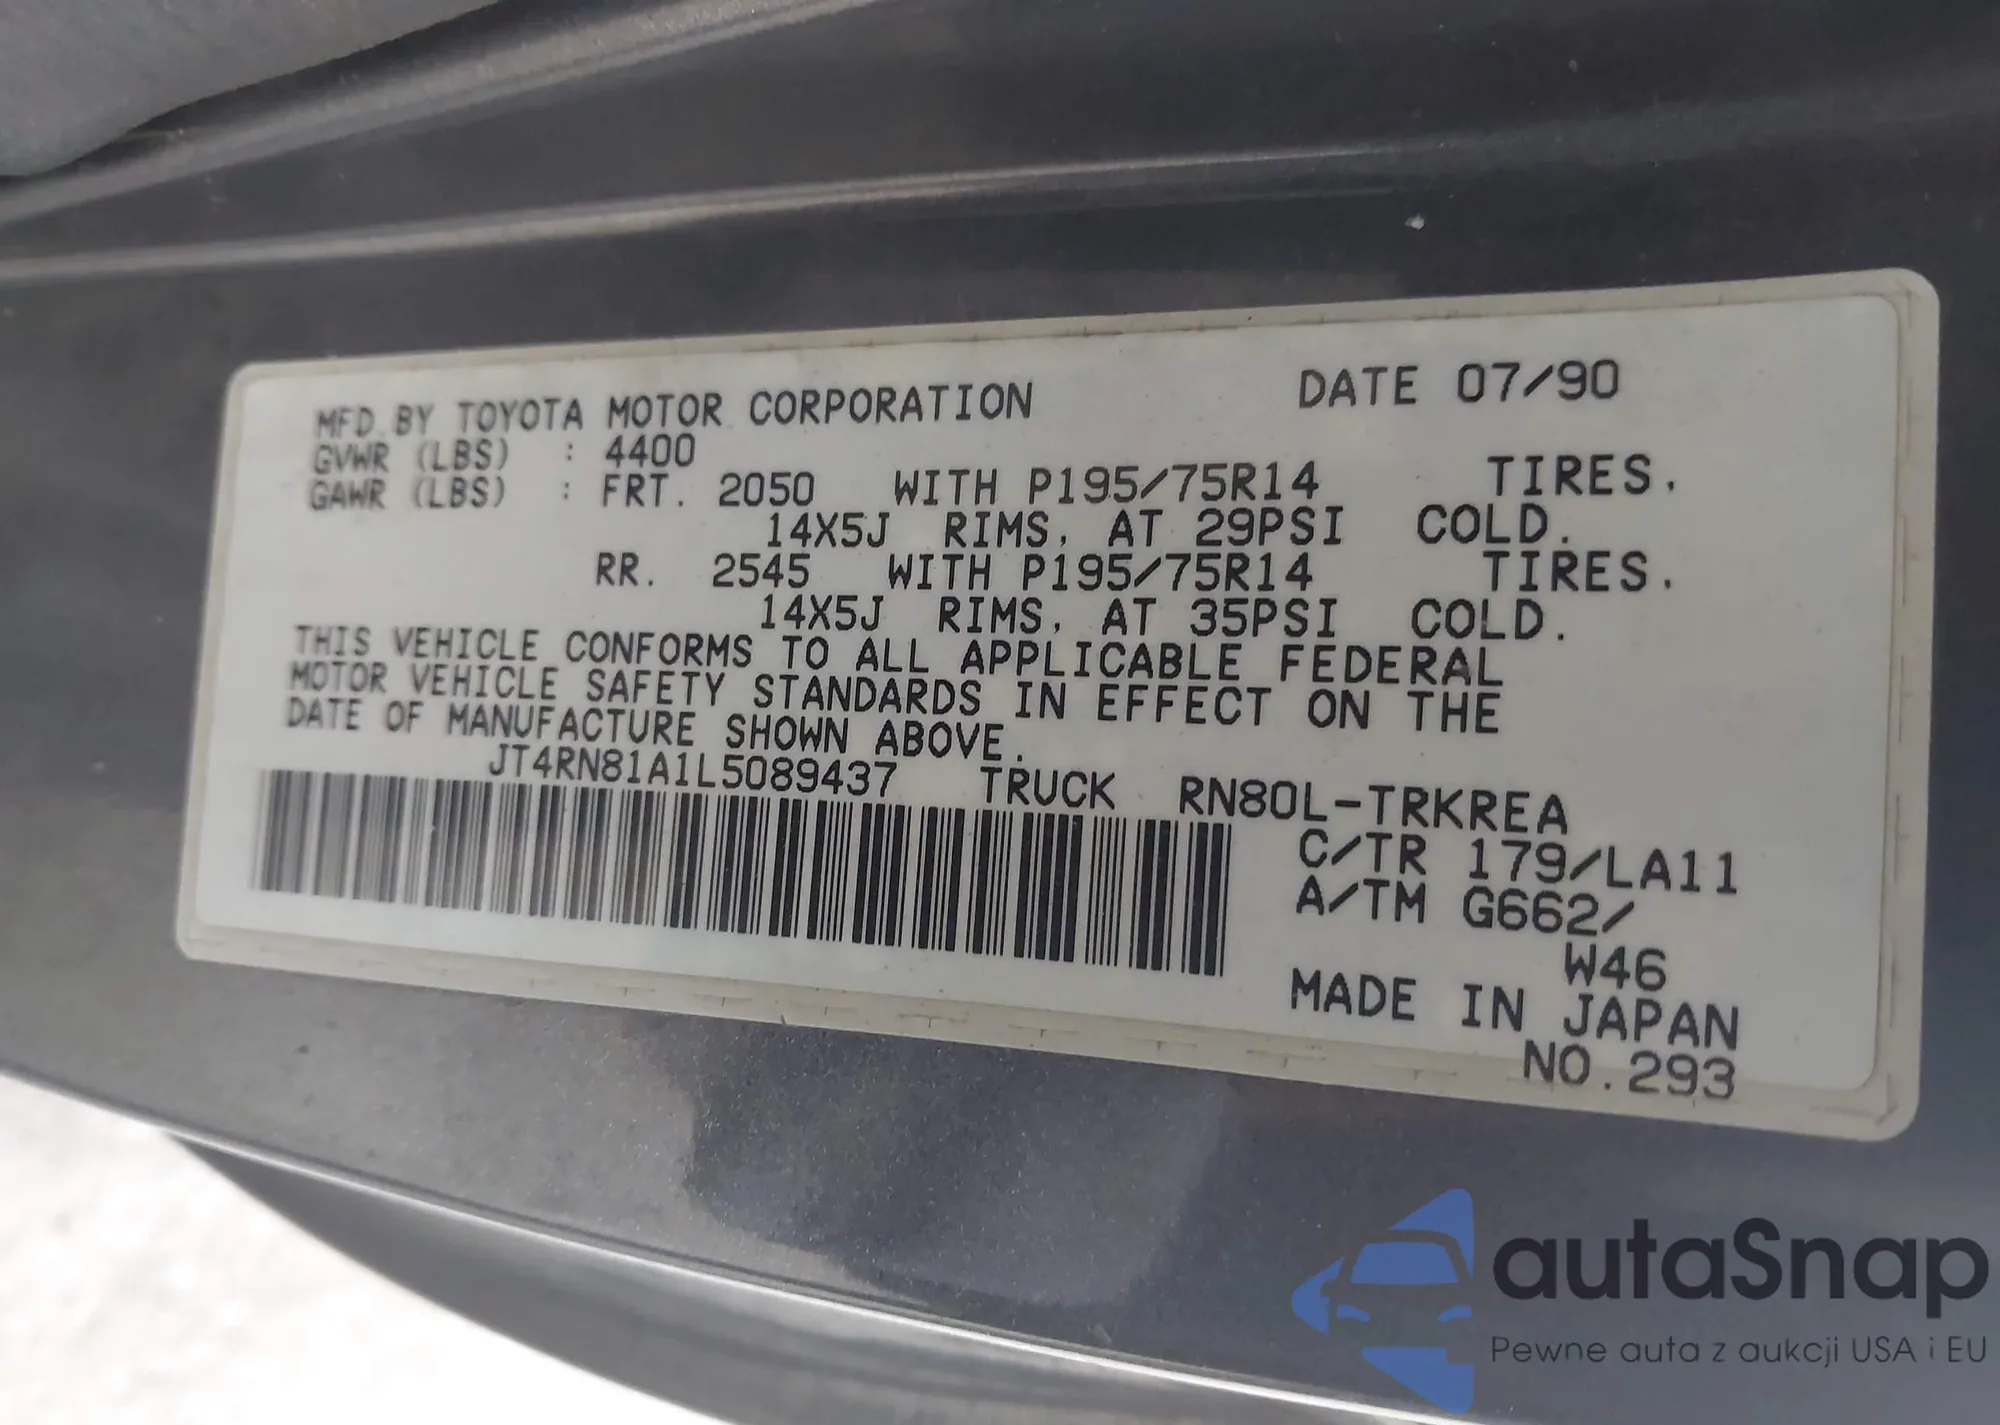 MFD. BY TOYOTA MOTOR CORPORATION DATE 07/90
GVWR (LBS) : 4400
GAWR (LBS) : FRT. 2050 WITH P195/75R14 TIRES.
14X5J RIMS, AT 29PSI COLD.
RR. 2545 WITH P195/75R14 TIRES.
14X5J RIMS, AT 35PSI COLD.
THIS VEHICLE CONFORMS TO ALL APPLICABLE FEDERAL
MOTOR VEHICLE SAFETY STANDARDS IN EFFECT ON THE
DATE OF MANUFACTURE SHOWN ABOVE.
JT4RN81A1L5089437 TRUCK RN80L-TRKREA
C/TR 179/LA11
A/TM G662/
W46
MADE IN JAPAN
NO.293
autaSnap
Pewne auta z aukcji USA i EU